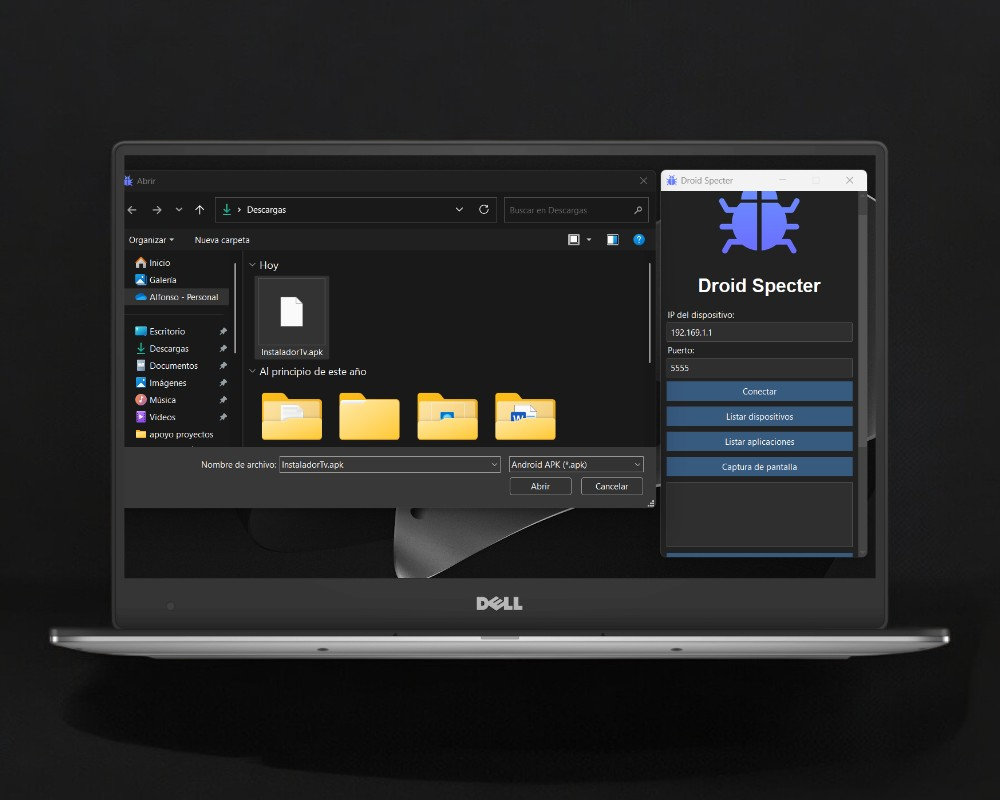 Abrir
Descargas
Buscar en Descargas
Organizar
Nueva carpeta
Inicio
Galería
Alfonso - Personal
Escritorio
Descargas
Documentos
Imágenes
Música
Vídeos
apoyo proyectos
Hoy
InstaladorTv.apk
Al principio de este año
Nombre de archivo: InstaladorTv.apk
Android APK (*.apk)
Abrir
Cancelar
Droid Specter
Droid Specter
IP del dispositivo:
192.169.1.1
Puerto:
5555
Conectar
Listar dispositivos
Listar aplicaciones
Captura de pantalla
DELL